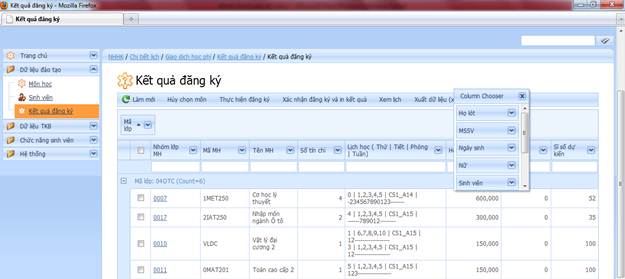 Kết quả đăng ký - Mozilla Firefox
Kết quả đăng ký
Trang chủ
Dữ liệu đào tạo
Môn học
Sinh viên
Kết quả đăng ký
Dữ liệu TKB
Chức năng sinh viên
Hệ thống
NHHK / Chi tiết lịch / Giao dịch học phí / Kết quả đăng ký / Kết quả đăng ký
Kết quả đăng ký
Làm mới Hủy chọn môn Thực hiện đăng ký Xác nhận đăng ký và in kết quả Xem lịch Xuất dữ liệu (x
Column Chooser
Họ lót
MSSV
Ngày sinh
Nữ
Sinh viên
Mã lớp
Nhóm lớp MH Mã MH Tên MH Số tín chỉ Lịch học ( Thứ | Tiết | Phòng | Tuần) Sĩ số dự kiến
Mã lớp: 04OTC (Count=6)
0007 1MET250 Cơ học lý thuyết 4 0 | 1,2,3,4,5 | CS1_A14 | -234567890123------ 600,000 0 52
0017 2IAT250 Nhập môn ngành Ô tô 2 4 | 1,2,3,4,5 | CS1_A15 | ------789012------- 300,000 0 35
0010 VLDC Vật lý đại cương 2 1 1 | 6,7,8,9,10 | CS1_A15 | 12----------------- 3 | 1,2,3,4,5 | CS1_A15 | 12----------------- 150,000 0 100
0011 0MAT201 Toán cao cấp 2 1 5 | 1,2,3,4,5 | CS1_A15 | 123---------------- 150,000 0 100